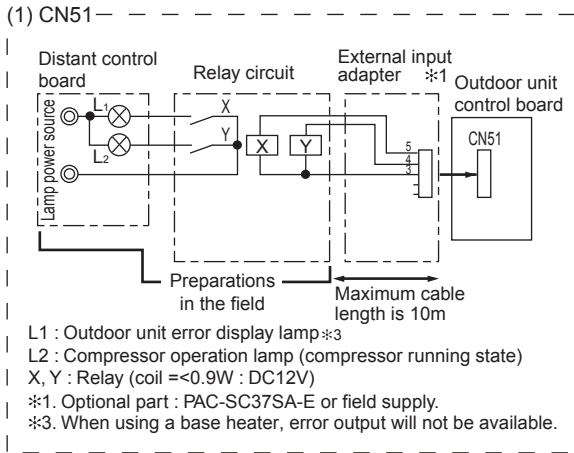 (1) CN51
Distant control
board
Relay circuit
External input
adapter ※1
Outdoor unit
control board
Lamp power source
L1
L2
X
Y
X
Y
5
4
3
CN51
Preparations
in the field
Maximum cable
length is 10m
L1 : Outdoor unit error display lamp※3
L2 : Compressor operation lamp (compressor running state)
X, Y : Relay (coil =<0.9W : DC12V)
※1. Optional part : PAC-SC37SA-E or field supply.
※3. When using a base heater, error output will not be available.